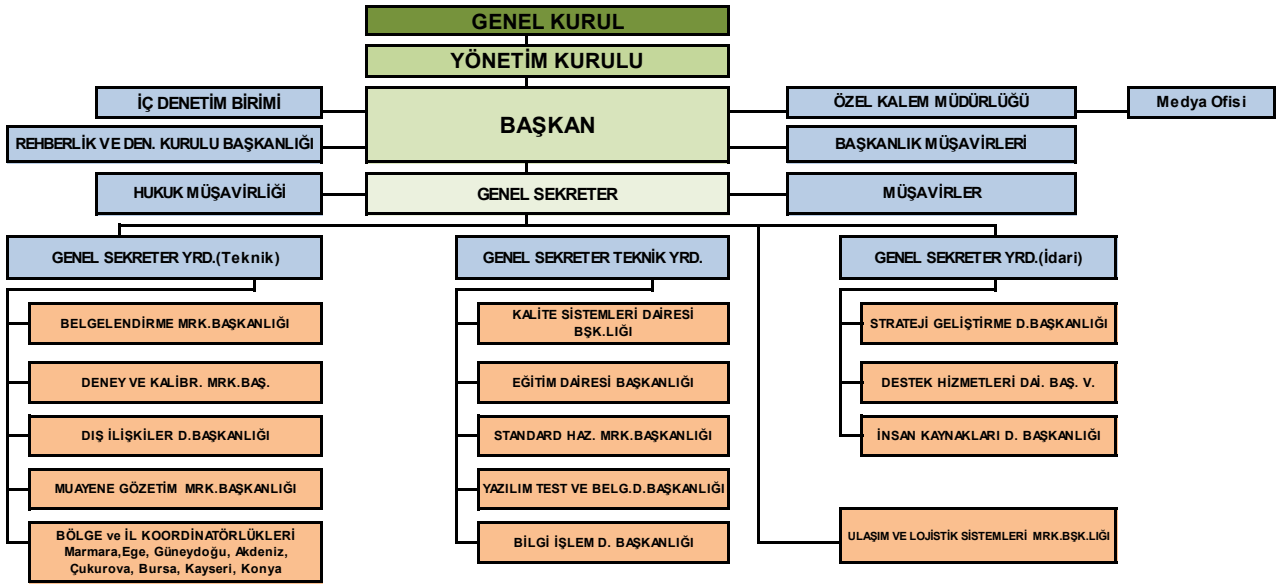 GENEL KURUL
YÖNETİM KURULU
İÇ DENETİM BİRİMİ
BAŞKAN
ÖZEL KALEM MÜDÜRLÜĞÜ
Medya Ofisi
REHBERLİK VE DEN. KURULU BAŞKANLIĞI
BAŞKANLIK MÜŞAVİRLERİ
HUKUK MÜŞAVİRLİĞİ
GENEL SEKRETER
MÜŞAVİRLER
GENEL SEKRETER YRD.(Teknik)
BELGELENDİRME MRK.BAŞKANLIĞI
DENEY VE KALİBR. MRK.BAŞ.
DIŞ İLİŞKİLER D.BAŞKANLIĞI
MUAYENE GÖZETİM MRK.BAŞKANLIĞI
BÖLGE ve İL KOORDİNATÖRLÜKLERİ
Marmara,Ege, Güneydoğu, Akdeniz,
Çukurova, Bursa, Kayseri, Konya
GENEL SEKRETER TEKNİK YRD.
KALİTE SİSTEMLERİ DAİRESİ
BŞK.LIĞI
EĞİTİM DAİRESİ BAŞKANLIĞI
STANDARD HAZ. MRK.BAŞKANLIĞI
YAZILIM TEST VE BELG.D.BAŞKANLIĞI
BİLGİ İŞLEM D. BAŞKANLIĞI
GENEL SEKRETER YRD.(İdari)
STRATEJİ GELİŞTİRME D.BAŞKANLIĞI
DESTEK HİZMETLERİ DAİ. BAŞ. V.
İNSAN KAYNAKLARI D. BAŞKANLIĞI
ULAŞIM VE LOJİSTİK SİSTEMLERİ MRK.BŞK.LIĞI